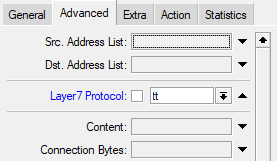 General Advanced Extra Action Statistics
Src. Address List:
Dst. Address List:
Layer7 Protocol: tt
Content:
Connection Bytes: